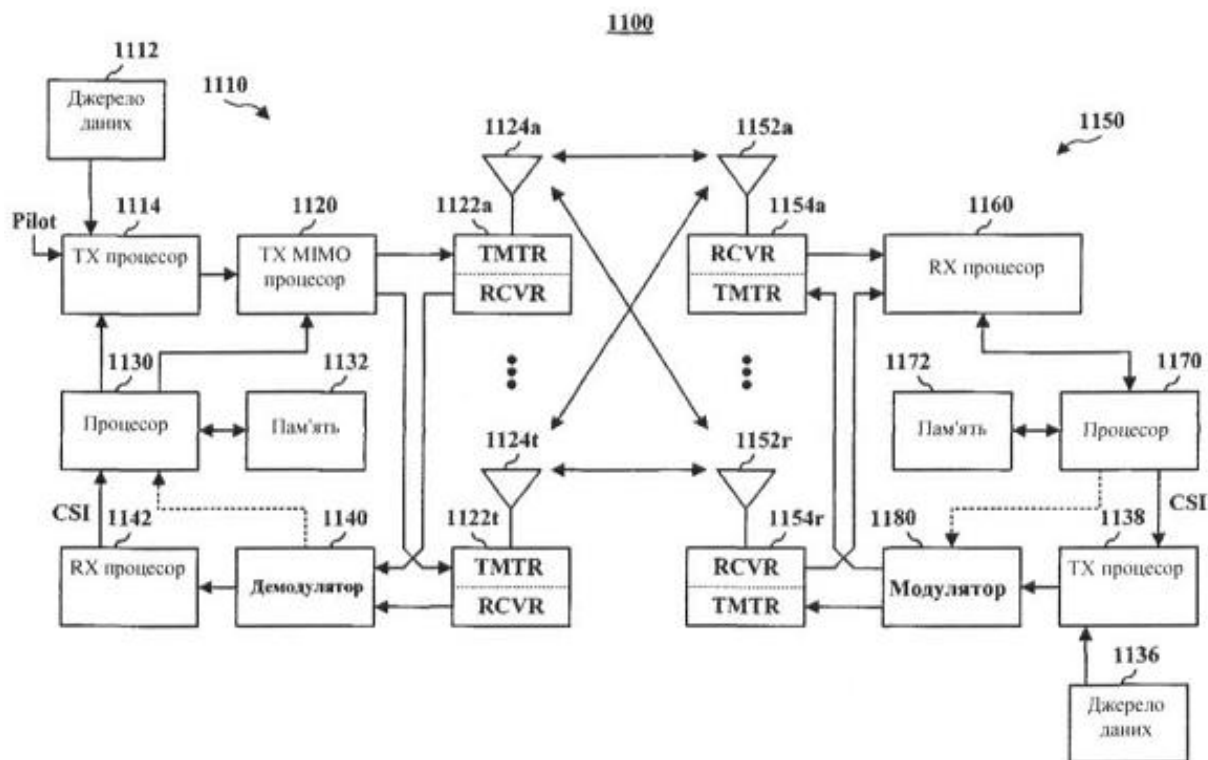 1100
1112
Джерело
даних
1110
1124a
1152a
1150
Pilot
1114
TX процесор
1120
TX MIMO
процесор
1122a
TMTR
RCVR
1154a
RCVR
TMTR
1160
RX процесор
1130
Процесор
1132
Пам'ять
1172
Пам'ять
1170
Процесор
1124t
1152r
CSI
1142
RX процесор
1140
Демодулятор
1122t
TMTR
RCVR
1154r
RCVR
TMTR
1180
Модулятор
1138
CSI
TX процесор
1136
Джерело
даних